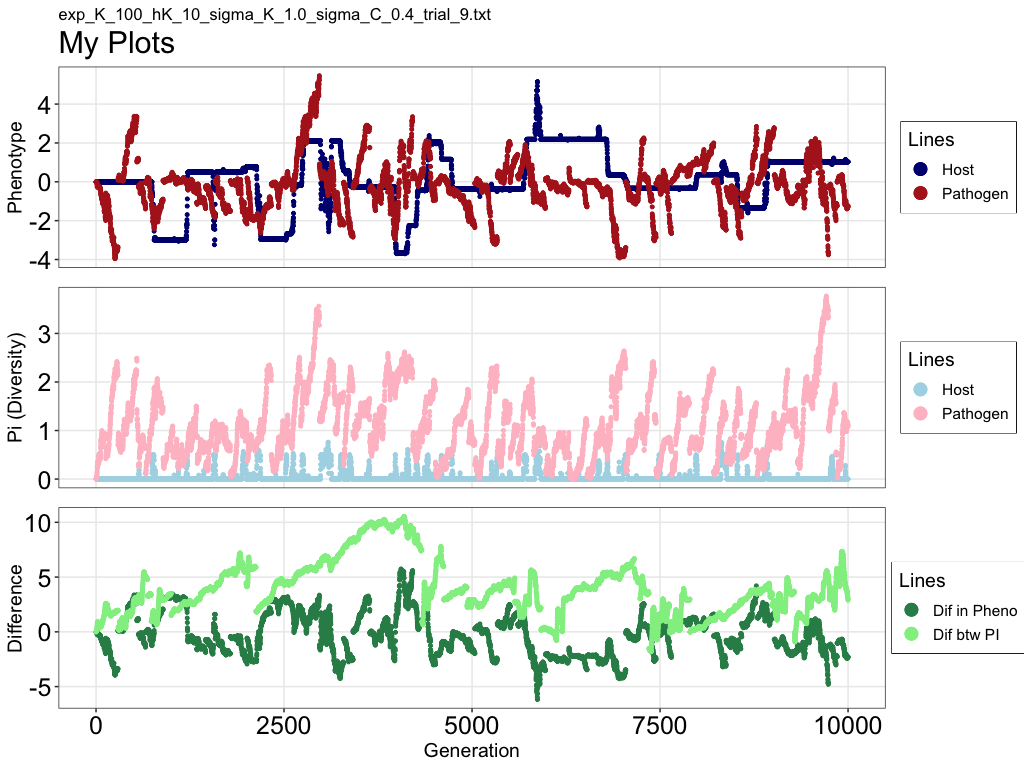 exp_K_100_hK_10_sigma_K_1.0_sigma_C_0.4_trial_9.txt
My Plots
Phenotype
4
2
0
-2
-4
Lines
Host
Pathogen
Pi (Diversity)
3
2
1
0
Lines
Host
Pathogen
Difference
10
5
0
-5
Lines
Dif in Pheno
Dif btw PI
0 2500 5000 7500 10000
Generation